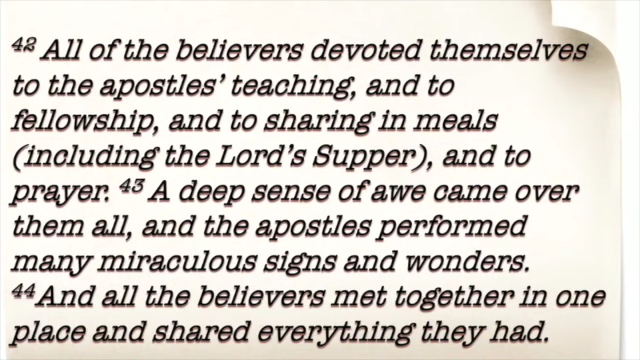 42 All of the believers devoted themselves
to the apostles’ teaching, and to
fellowship, and to sharing in meals
(including the Lord’s Supper), and to
prayer. 43 A deep sense of awe came over
them all, and the apostles performed
many miraculous signs and wonders.
44 And all the believers met together in one
place and shared everything they had.